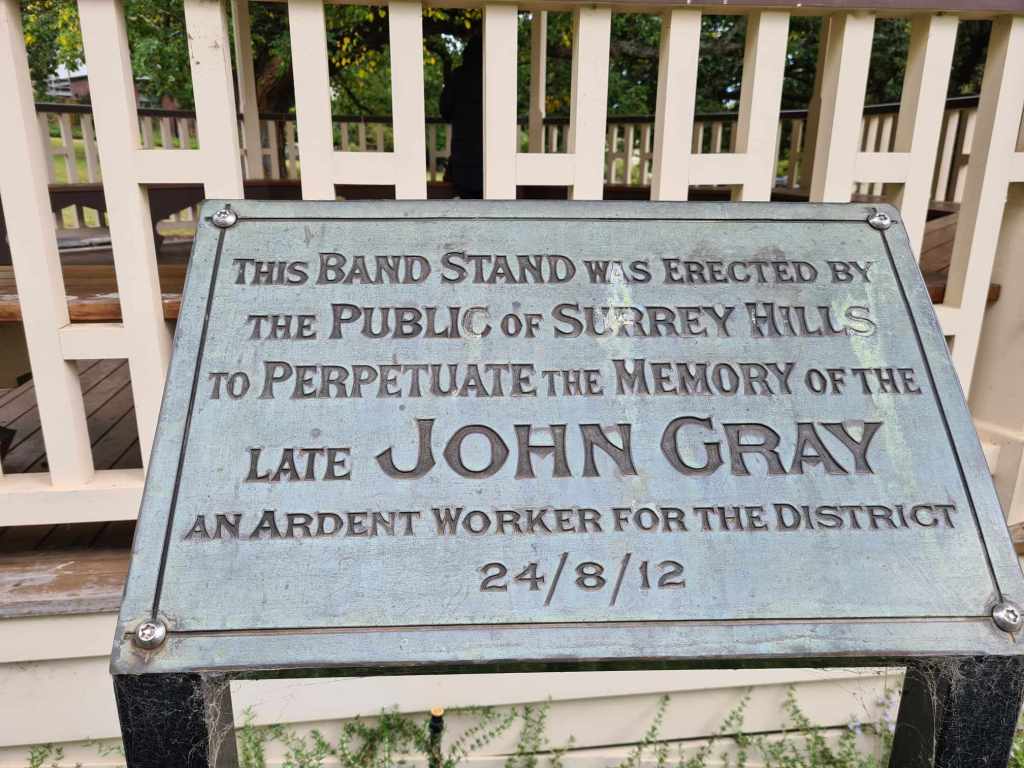 THIS BAND STAND WAS ERECTED BY
THE PUBLIC OF SURREY HILLS
TO PERPETUATE THE MEMORY OF THE
LATE JOHN GRAY
AN ARDENT WORKER FOR THE DISTRICT
24/8/12